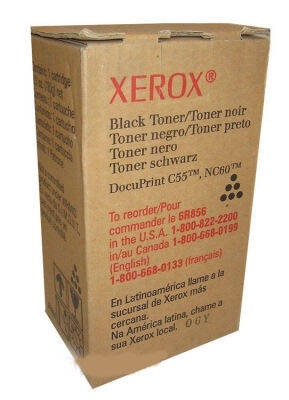 XEROX®
Black Toner/Toner noir
Toner negro/Toner preto
Toner nero
Toner schwarz
DocuPrint C55™, NC60™
To reorder/Pour
commander le 6R856
in the U.S.A. 1-800-822-2200
in/au Canada 1-800-668-0199
(English)
1-800-668-0133 (français)
En Latinoamérica llame a la
sucursal de Xerox más
cercana.
Na América latina, chame a
sua Xerox local. 06Y